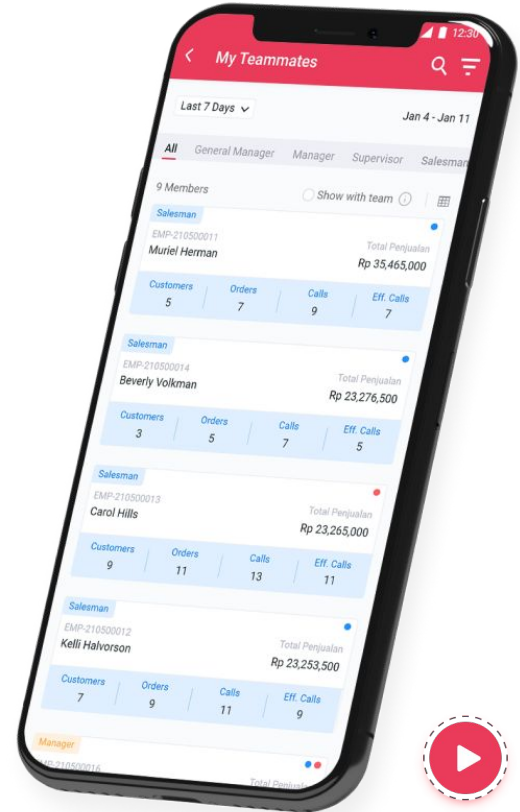 12:30
My Teammates
Last 7 Days
Jan 4 - Jan 11
All General Manager Manager Supervisor Salesman
9 Members Show with team
Salesman
EMP-210500011 Total Penjualan
Muriel Herman Rp 35,465,000
Customers Orders Calls Eff. Calls
5 7 9 7
Salesman
EMP-210500014 Total Penjualan
Beverly Volkman Rp 23,276,500
Customers Orders Calls Eff. Calls
3 5 7 5
Salesman
EMP-210500013 Total Penjualan
Carol Hills Rp 23,265,000
Customers Orders Calls Eff. Calls
9 11 13 11
Salesman
EMP-210500012 Total Penjualan
Kelli Halvorson Rp 23,253,500
Customers Orders Calls Eff. Calls
7 9 11 9
Manager
EMP-210500016 Total Penjualan